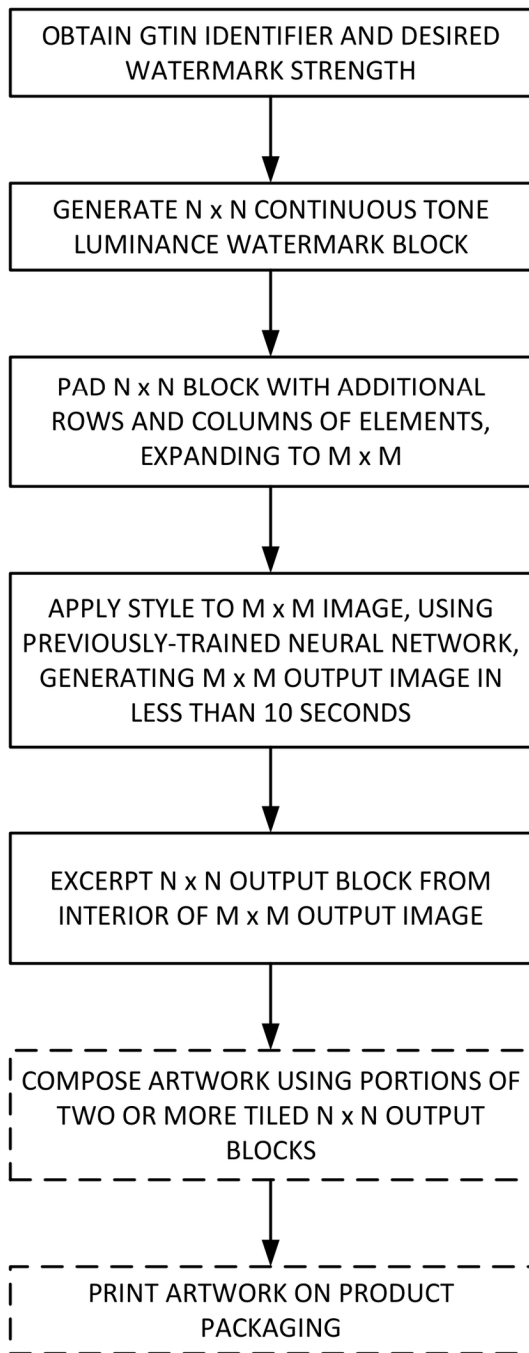 OBTAIN GTIN IDENTIFIER AND DESIRED
WATERMARK STRENGTH
GENERATE N x N CONTINUOUS TONE
LUMINANCE WATERMARK BLOCK
PAD N x N BLOCK WITH ADDITIONAL
ROWS AND COLUMNS OF ELEMENTS,
EXPANDING TO M x M
APPLY STYLE TO M x M IMAGE, USING
PREVIOUSLY-TRAINED NEURAL NETWORK,
GENERATING M x M OUTPUT IMAGE IN
LESS THAN 10 SECONDS
EXCERPT N x N OUTPUT BLOCK FROM
INTERIOR OF M x M OUTPUT IMAGE
COMPOSE ARTWORK USING PORTIONS OF
TWO OR MORE TILED N x N OUTPUT
BLOCKS
PRINT ARTWORK ON PRODUCT
PACKAGING